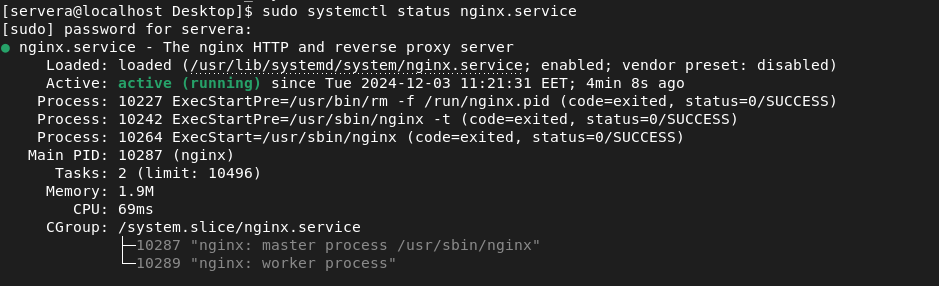 [servera@localhost Desktop]$ sudo systemctl status nginx.service
[sudo] password for servera:
● nginx.service - The nginx HTTP and reverse proxy server
     Loaded: loaded (/usr/lib/systemd/system/nginx.service; enabled; vendor preset: disabled)
     Active: active (running) since Tue 2024-12-03 11:21:31 EET; 4min 8s ago
    Process: 10227 ExecStartPre=/usr/bin/rm -f /run/nginx.pid (code=exited, status=0/SUCCESS)
    Process: 10242 ExecStartPre=/usr/sbin/nginx -t (code=exited, status=0/SUCCESS)
    Process: 10264 ExecStart=/usr/sbin/nginx (code=exited, status=0/SUCCESS)
   Main PID: 10287 (nginx)
      Tasks: 2 (limit: 10496)
     Memory: 1.9M
        CPU: 69ms
     CGroup: /system.slice/nginx.service
             ├─10287 "nginx: master process /usr/sbin/nginx"
             └─10289 "nginx: worker process"